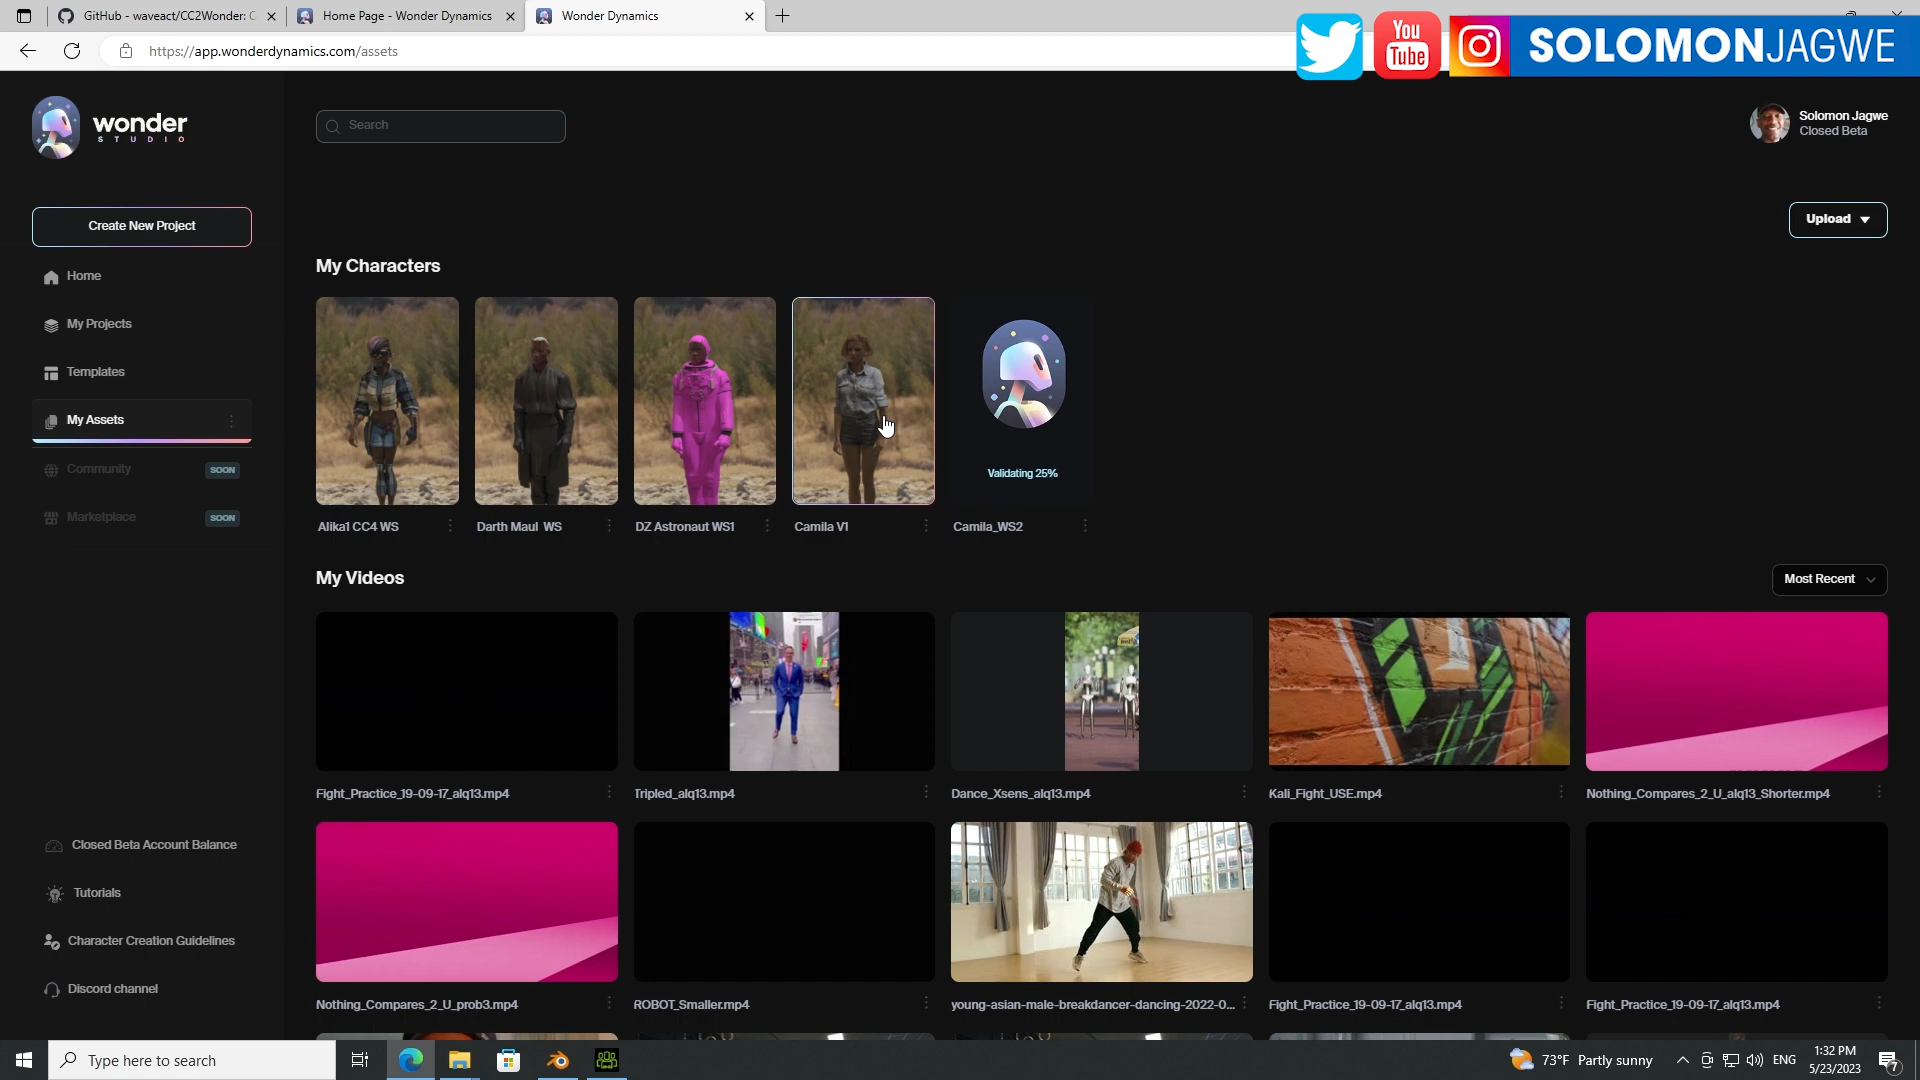 GitHub - waveact/CC2Wonder: C
Home Page - Wonder Dynamics
Wonder Dynamics
https://app.wonderdynamics.com/assets
You
Tube
SOLOMONJAGWE
wonder
STUDIO
Search
Solomon Jagwe
Closed Beta
Create New Project
Upload
Home
My Projects
Templates
My Assets
Community
SOON
Marketplace
SOON
My Characters
Validating 25%
Alika1 CC4 WS
Darth Maul WS
DZ Astronaut WS1
Camila V1
Camila_WS2
My Videos
Most Recent
Fight_Practice_19-09-17_alq13.mp4
Tripled_alq13.mp4
Dance_Xsens_alq13.mp4
Kali_Fight_USE.mp4
Nothing_Compares_2_U_alq13_Shorter.mp4
Nothing_Compares_2_U_prob3.mp4
ROBOT_Smaller.mp4
young-asian-male-breakdancer-dancing-2022-0...
Fight_Practice_19-09-17_alq13.mp4
Fight_Practice_19-09-17_alq13.mp4
Closed Beta Account Balance
Tutorials
Character Creation Guidelines
Discord channel
Type here to search
73°F Partly sunny
ENG
1:32 PM
5/23/2023
7